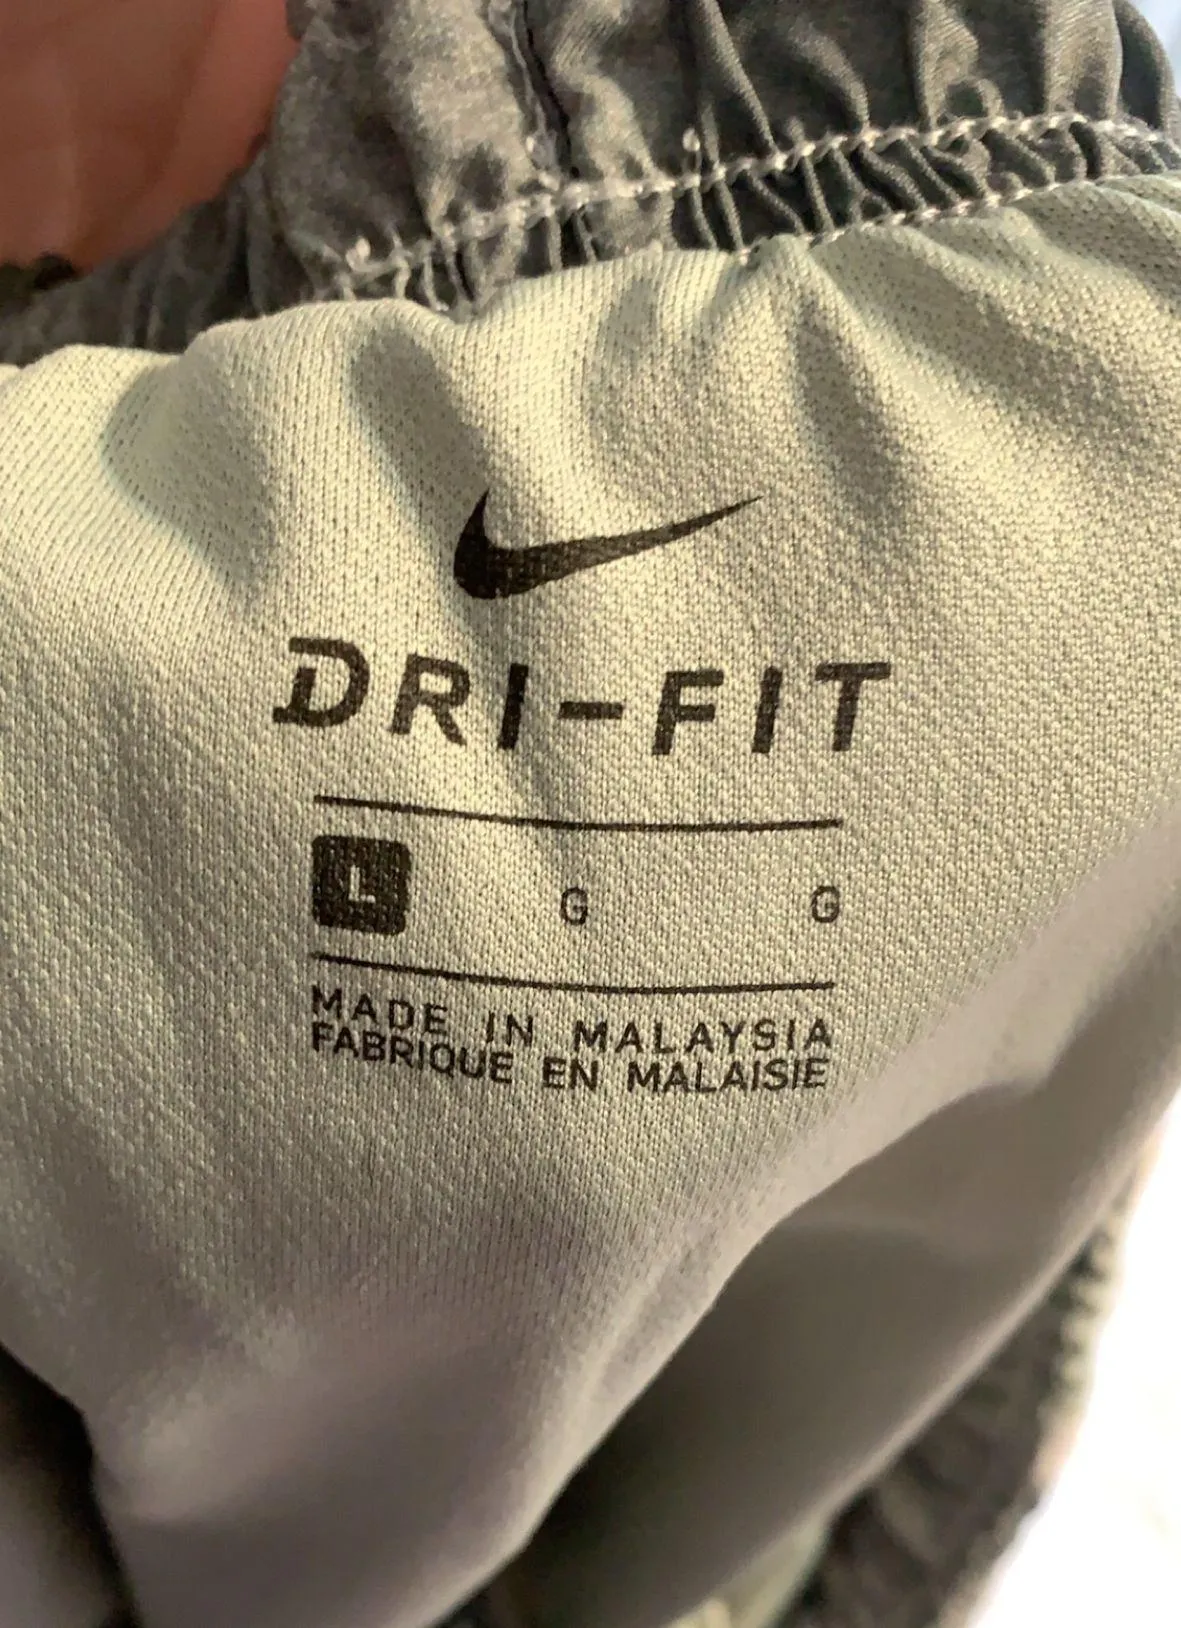 DRI-FIT
L G G
MADE IN MALAYSIA
FABRIQUE EN MALAISIE